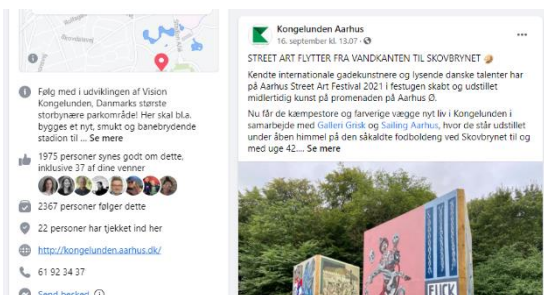 Følg med i udviklingen af Vision
Kongelunden, Danmarks største
storbynære parkområde! Her skal bl.a.
bygges et nyt, smukt og banebrydende
stadion til ... Se mere
1975 personer synes godt om dette,
inklusive 37 af dine venner
2367 personer følger dette
22 personer har tjekket ind her
http://kongelunden.aarhus.dk/
61 92 34 37
Send besked
Kongelunden Aarhus
16. september kl. 13.07 ·
STREET ART FLYTTER FRA VANDKANTEN TIL SKOVBRYNET
Kendte internationale gadekunstnere og lysende danske talenter har
på Aarhus Street Art Festival 2021 i festugen skabt og udstillet
midlertidig kunst på promenaden på Aarhus Ø.
Nu får de kæmpestore og farverige vægge nyt liv i Kongelunden i
samarbejde med Galleri Grisk og Sailing Aarhus, hvor de står udstillet
under åben himmel på den såkaldte fodboldeng ved Skovbrynet til og
med uge 42.... Se mere
FUCK